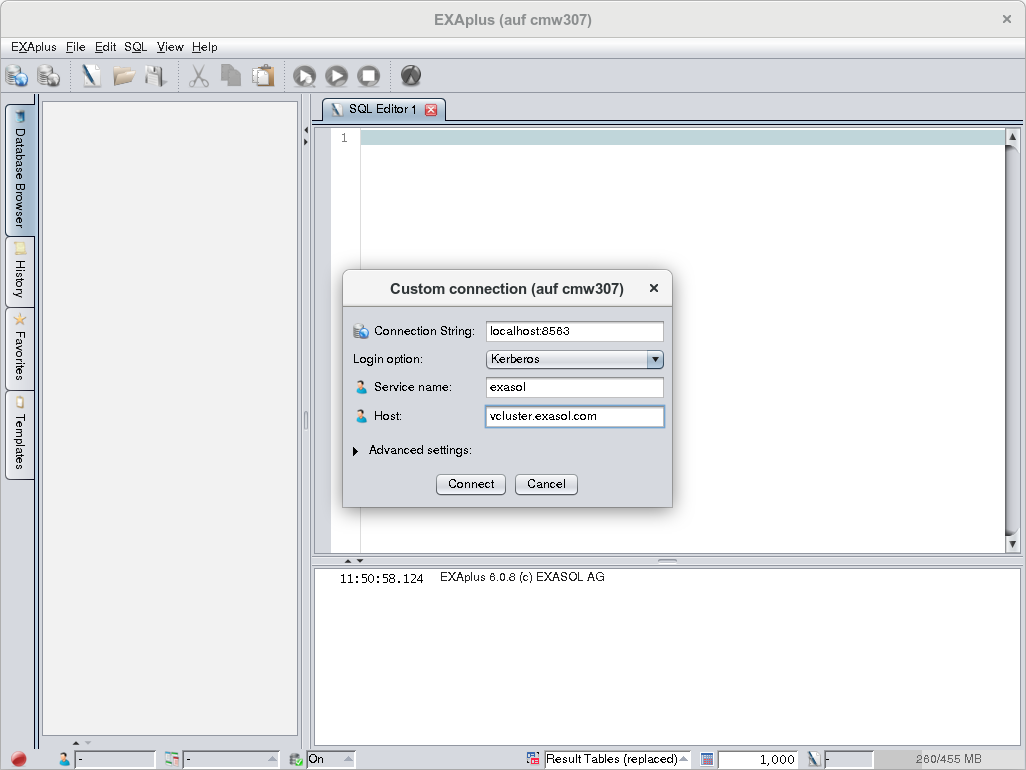 EXAplus (auf cmw307)
EXAplus File Edit SQL View Help
SQL Editor 1
Database Browser
History
Favorites
Templates
1
Custom connection (auf cmw307)
Connection String: localhost:8563
Login option: Kerberos
Service name: exasol
Host: vcluster.exasol.com
Advanced settings:
Connect Cancel
11:50:58.124 EXAplus 6.0.8 (c) EXASOL AG
- - On Result Tables (replaced) 1,000 - 260/455 MB